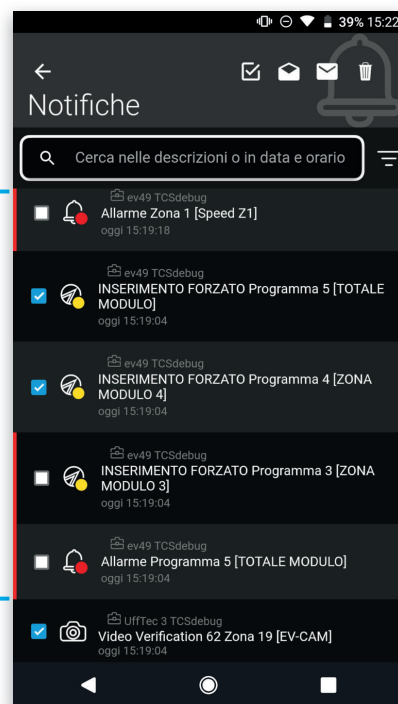 39% 15:22
Notifiche
Cerca nelle descrizioni o in data e orario
ev49 TCSdebug
Allarme Zona 1 [Speed Z1]
oggi 15:19:18
ev49 TCSdebug
INSERIMENTO FORZATO Programma 5 [TOTALE
MODULO]
oggi 15:19:04
ev49 TCSdebug
INSERIMENTO FORZATO Programma 4 [ZONA
MODULO 4]
oggi 15:19:04
ev49 TCSdebug
INSERIMENTO FORZATO Programma 3 [ZONA
MODULO 3]
oggi 15:19:04
ev49 TCSdebug
Allarme Programma 5 [TOTALE MODULO]
oggi 15:19:04
UffTec 3 TCSdebug
Video Verification 62 Zona 19 [EV-CAM]
oggi 15:19:04